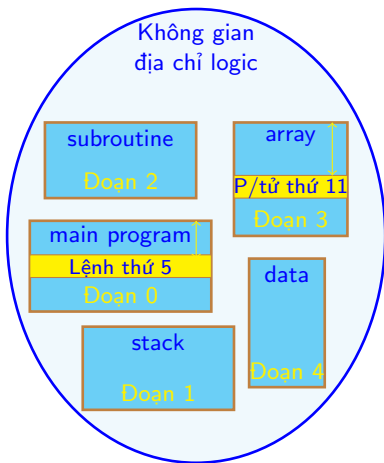 Không gian
địa chỉ logic
subroutine
Đoạn 2
array
P/tử thứ 11
Đoạn 3
main program
Lệnh thứ 5
Đoạn 0
data
Đoạn 4
stack
Đoạn 1